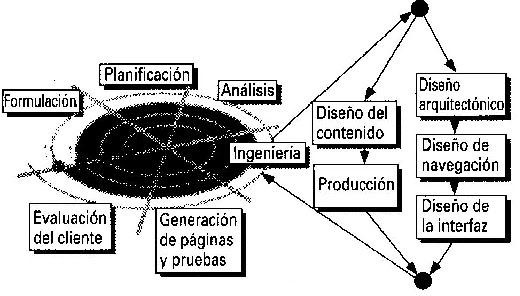 Planificación
Formulación
Análisis
Ingeniería
Evaluación
del cliente
Generación
de páginas
y pruebas
Diseño del
contenido
Producción
Diseño
arquitectónico
Diseño de
navegación
Diseño de
la interfaz